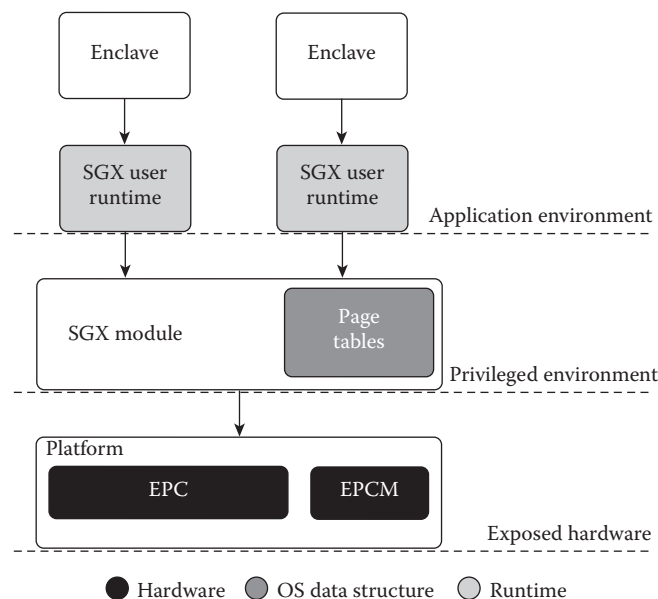 Enclave
Enclave
SGX user
runtime
SGX user
runtime
Application environment
SGX module
Page
tables
Privileged environment
Platform
EPC
EPCM
Exposed hardware
Hardware
OS data structure
Runtime